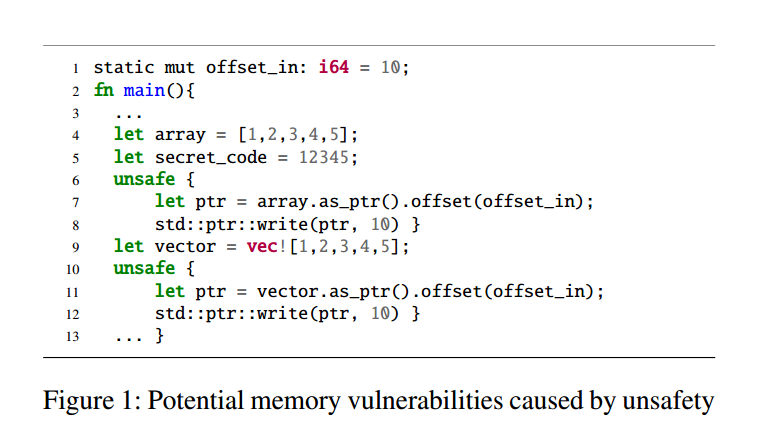 1 static mut offset_in: i64 = 10;
2 fn main(){
3 ...
4 let array = [1,2,3,4,5];
5 let secret_code = 12345;
6 unsafe {
7 let ptr = array.as_ptr().offset(offset_in);
8 std::ptr::write(ptr, 10) }
9 let vector = vec![1,2,3,4,5];
10 unsafe {
11 let ptr = vector.as_ptr().offset(offset_in);
12 std::ptr::write(ptr, 10) }
13 ... }
Figure 1: Potential memory vulnerabilities caused by unsafety